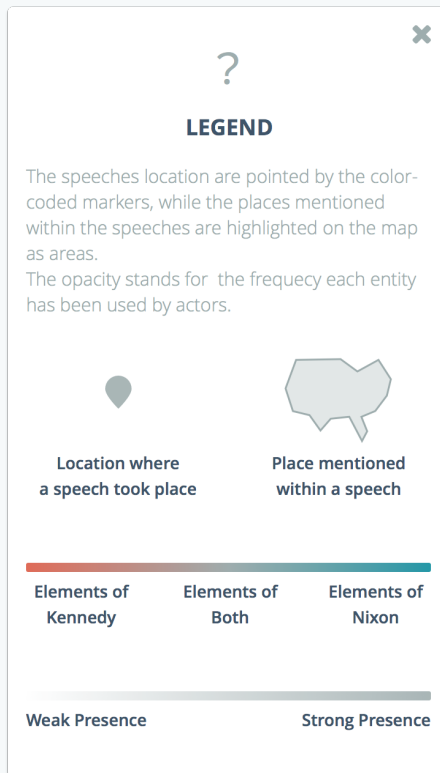 ?
LEGEND
The speeches location are pointed by the color-
coded markers, while the places mentioned
within the speeches are highlighted on the map
as areas.
The opacity stands for  the frequecy each entity
has been used by actors.
Location where
a speech took place
Place mentioned
within a speech
Elements of
Kennedy
Elements of
Both
Elements of
Nixon
Weak Presence
Strong Presence